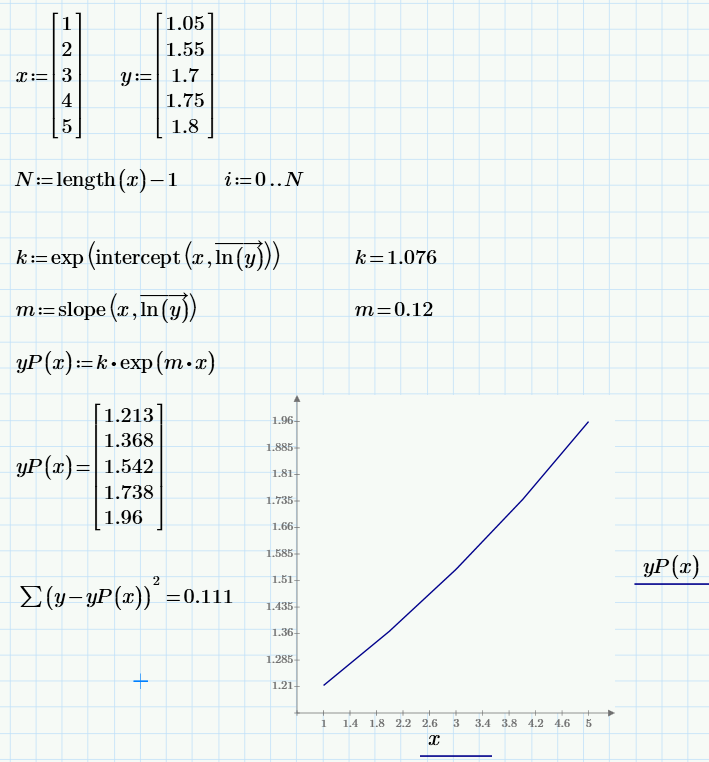 x:=[1 2 3 4 5] y:=[1.05 1.55 1.7 1.75 1.8]
N:=length(x)−1 i:=0..N
k:=exp(intercept(x,ln(y))) k=1.076
m:=slope(x,ln(y)) m=0.12
yP(x):=k·exp(m·x)
yP(x)=[1.213 1.368 1.542 1.738 1.96]
∑(y−yP(x))²=0.111
1.96
1.885
1.81
1.735
1.66
1.585
1.51
1.435
1.36
1.285
1.21
1 1.4 1.8 2.2 2.6 3 3.4 3.8 4.2 4.6 5
x
yP(x)